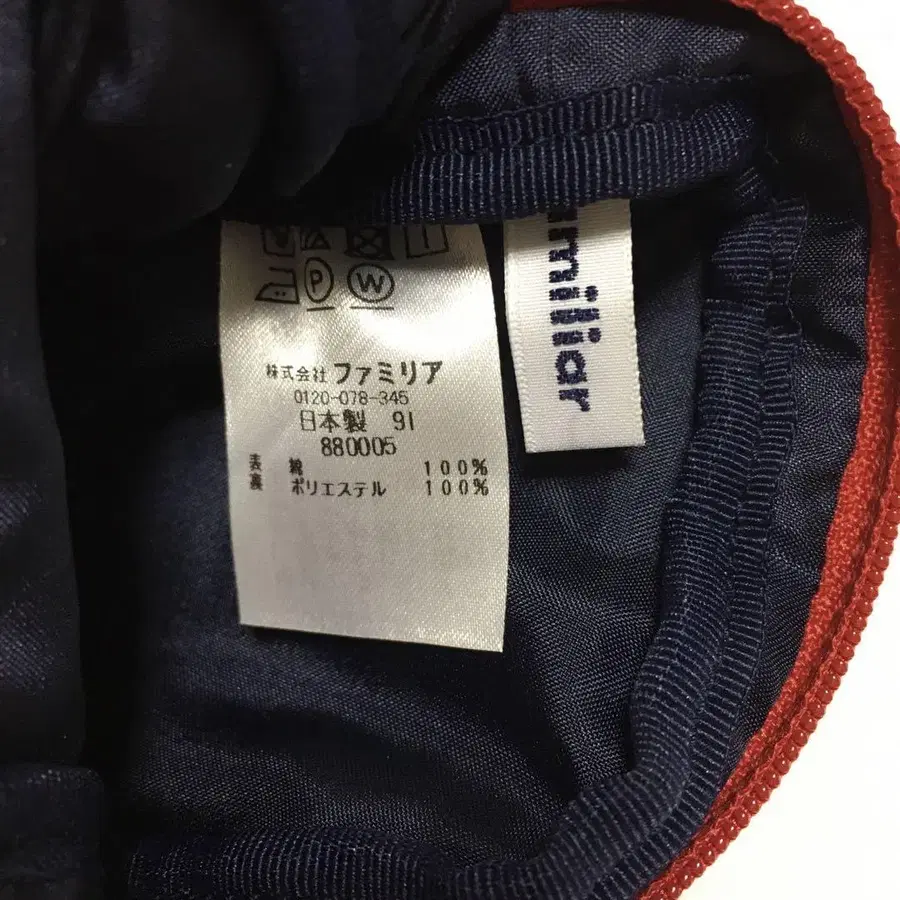 P W
株式会社 ファミリア
0120-078-345
日本製 91
880005
表 綿 100%
裏 ポリエステル 100%
amiliar